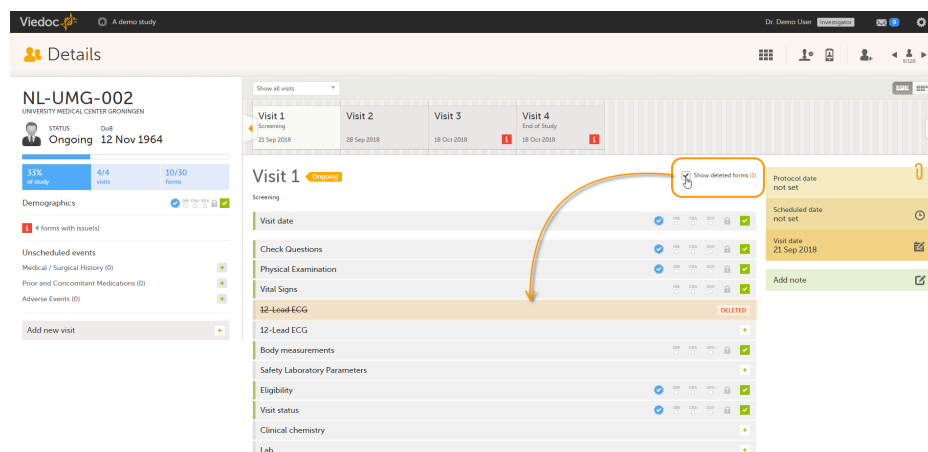 Viedoc
A demo study
Dr. Demo User Investigator
9
Details
5/120
NL-UMG-002
UNIVERSITY MEDICAL CENTER GRONINGEN
STATUS DoB
Ongoing 12 Nov 1964
33% 4/4 10/30
of study visits forms
Demographics
4 forms with issue(s)
Unscheduled events
Medical / Surgical History (0)
Prior and Concomitant Medications (0)
Adverse Events (0)
Add new visit
Show all visits
Visit 1 Visit 2 Visit 3 Visit 4
Screening End of Study
21 Sep 2018 28 Sep 2018 18 Oct 2018 18 Oct 2018
Visit 1 Ongoing
Show deleted forms (1)
Screening
Visit date
Check Questions
Physical Examination
Vital Signs
12-Lead ECG DELETED
12-Lead ECG
Body measurements
Safety Laboratory Parameters
Eligibility
Visit status
Clinical chemistry
Lab
Protocol date
not set
Scheduled date
not set
Visit date
21 Sep 2018
Add note